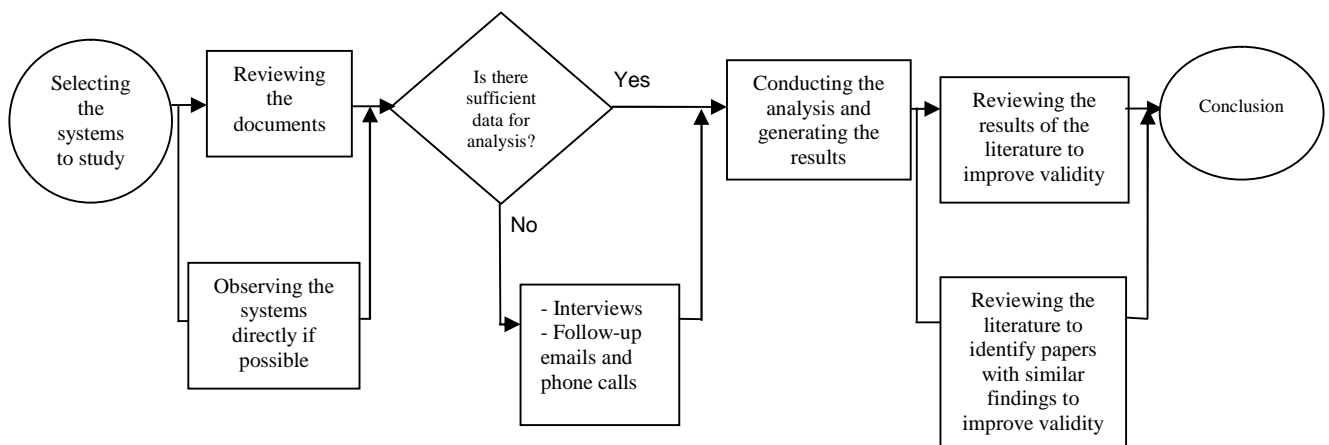 Selecting
the
systems
to study
Reviewing
the
documents
Observing the
systems
directly if
possible
Is there
sufficient
data for
analysis?
Yes
No
- Interviews
- Follow-up
emails and
phone calls
Conducting the
analysis and
generating the
results
Reviewing the
results of the
literature to
improve validity
Reviewing the
literature to
identify papers
with similar
findings to
improve validity
Conclusion